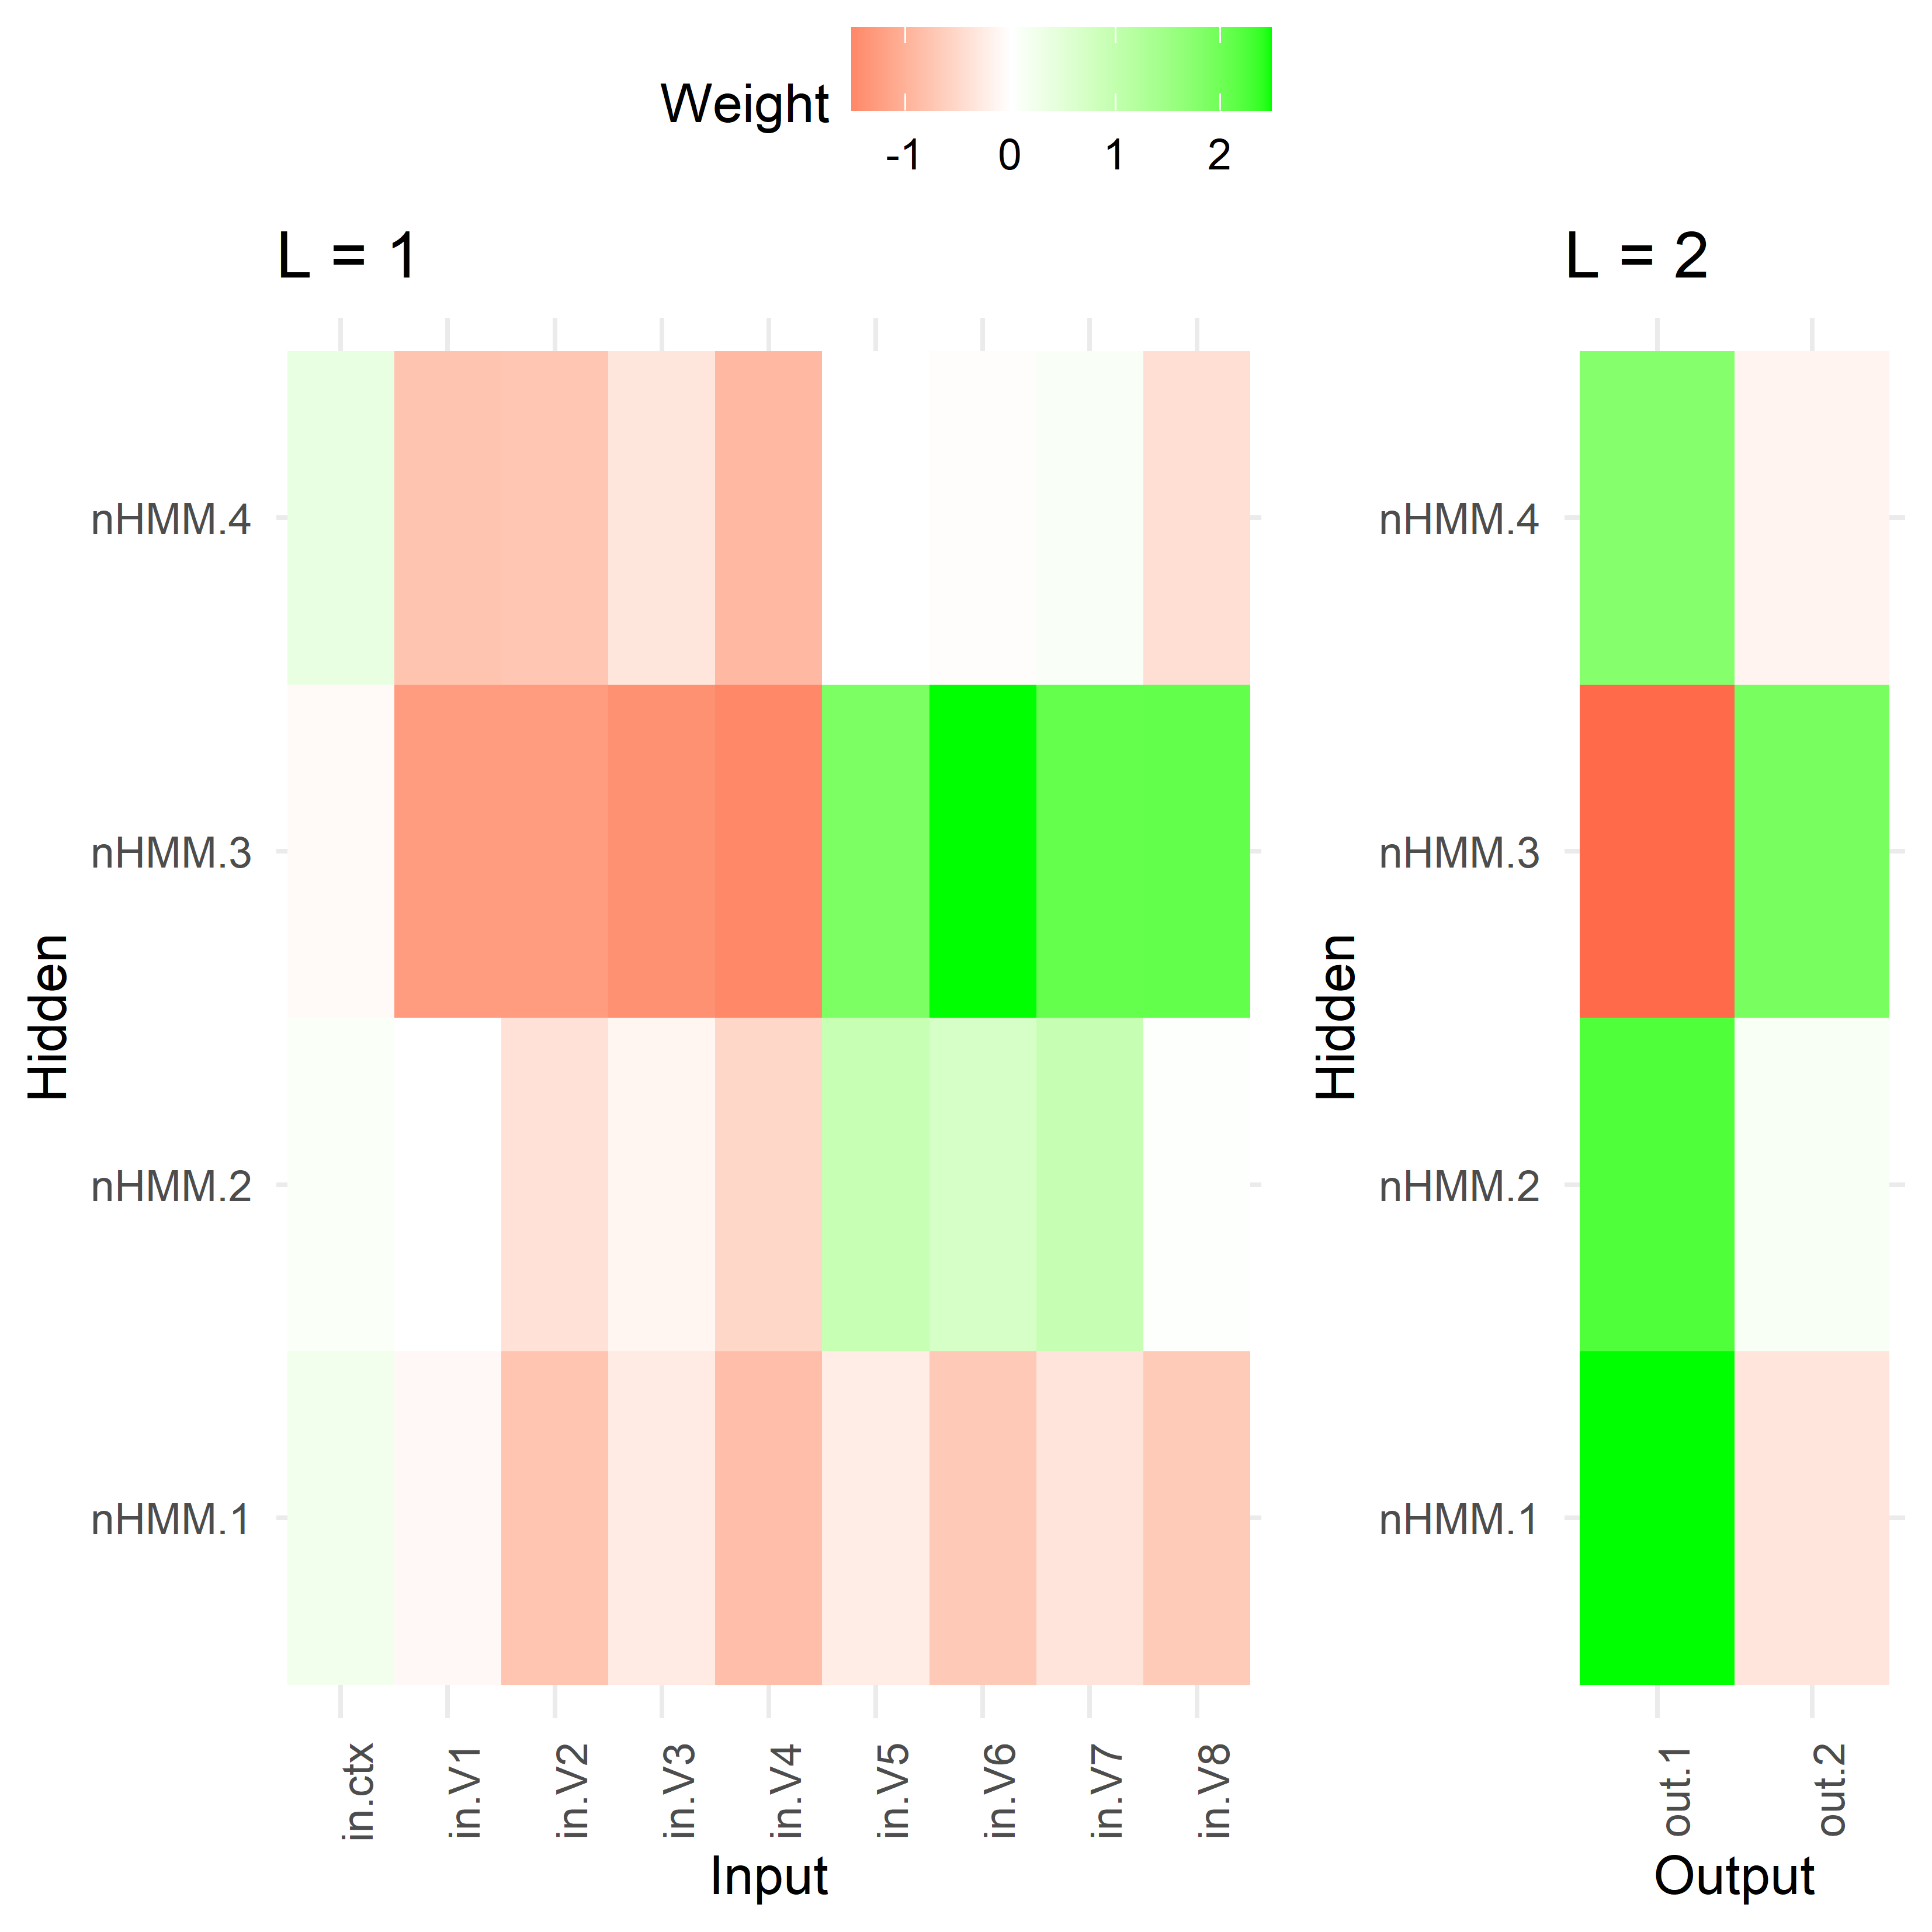 Weight
-1 0 1 2
L = 1
L = 2
nHMM.4
nHMM.3
nHMM.2
nHMM.1
Hidden
in.ctx
in.V1
in.V2
in.V3
in.V4
in.V5
in.V6
in.V7
in.V8
Input
nHMM.4
nHMM.3
nHMM.2
nHMM.1
Hidden
out.1
out.2
Output